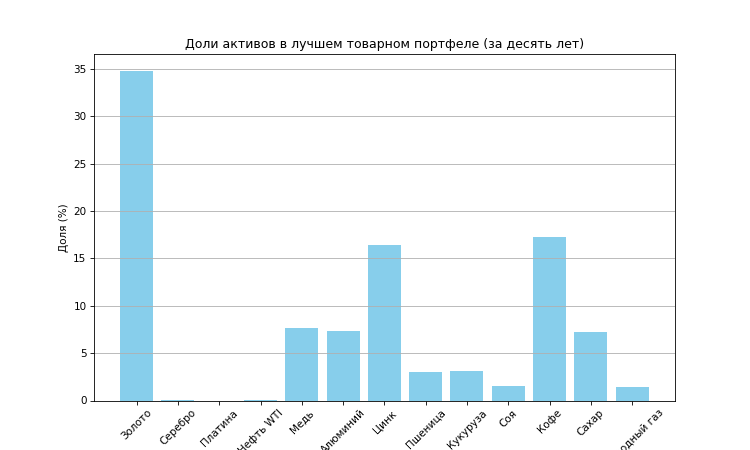 Доли активов в лучшем товарном портфеле (за десять лет)
Доля (%)
35
30
25
20
15
10
5
0
Золото
Серебро
Платина
Нефть WTI
Медь
Алюминий
Цинк
Пшеница
Кукуруза
Соя
Кофе
Сахар
газ